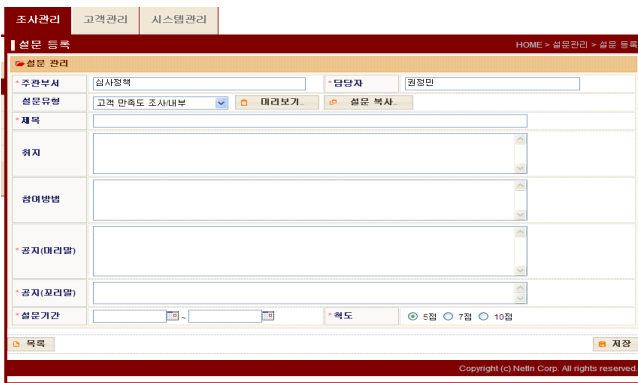 조사관리 고객관리 시스템관리
설문 등록 HOME > 설문관리 > 설문 등록
설문 관리
*주관부서 심사정책 *담당자 권정민
설문유형 고객 만족도 조사/내부 미리보기.. 설문 복사..
*제목
취지
참여방법
*공지(머리말)
*공지(꼬리말)
*설문기간 ~ *척도 5점 7점 10점
목록 저장
Copyright (c) NetIn Corp. All rights reserved.